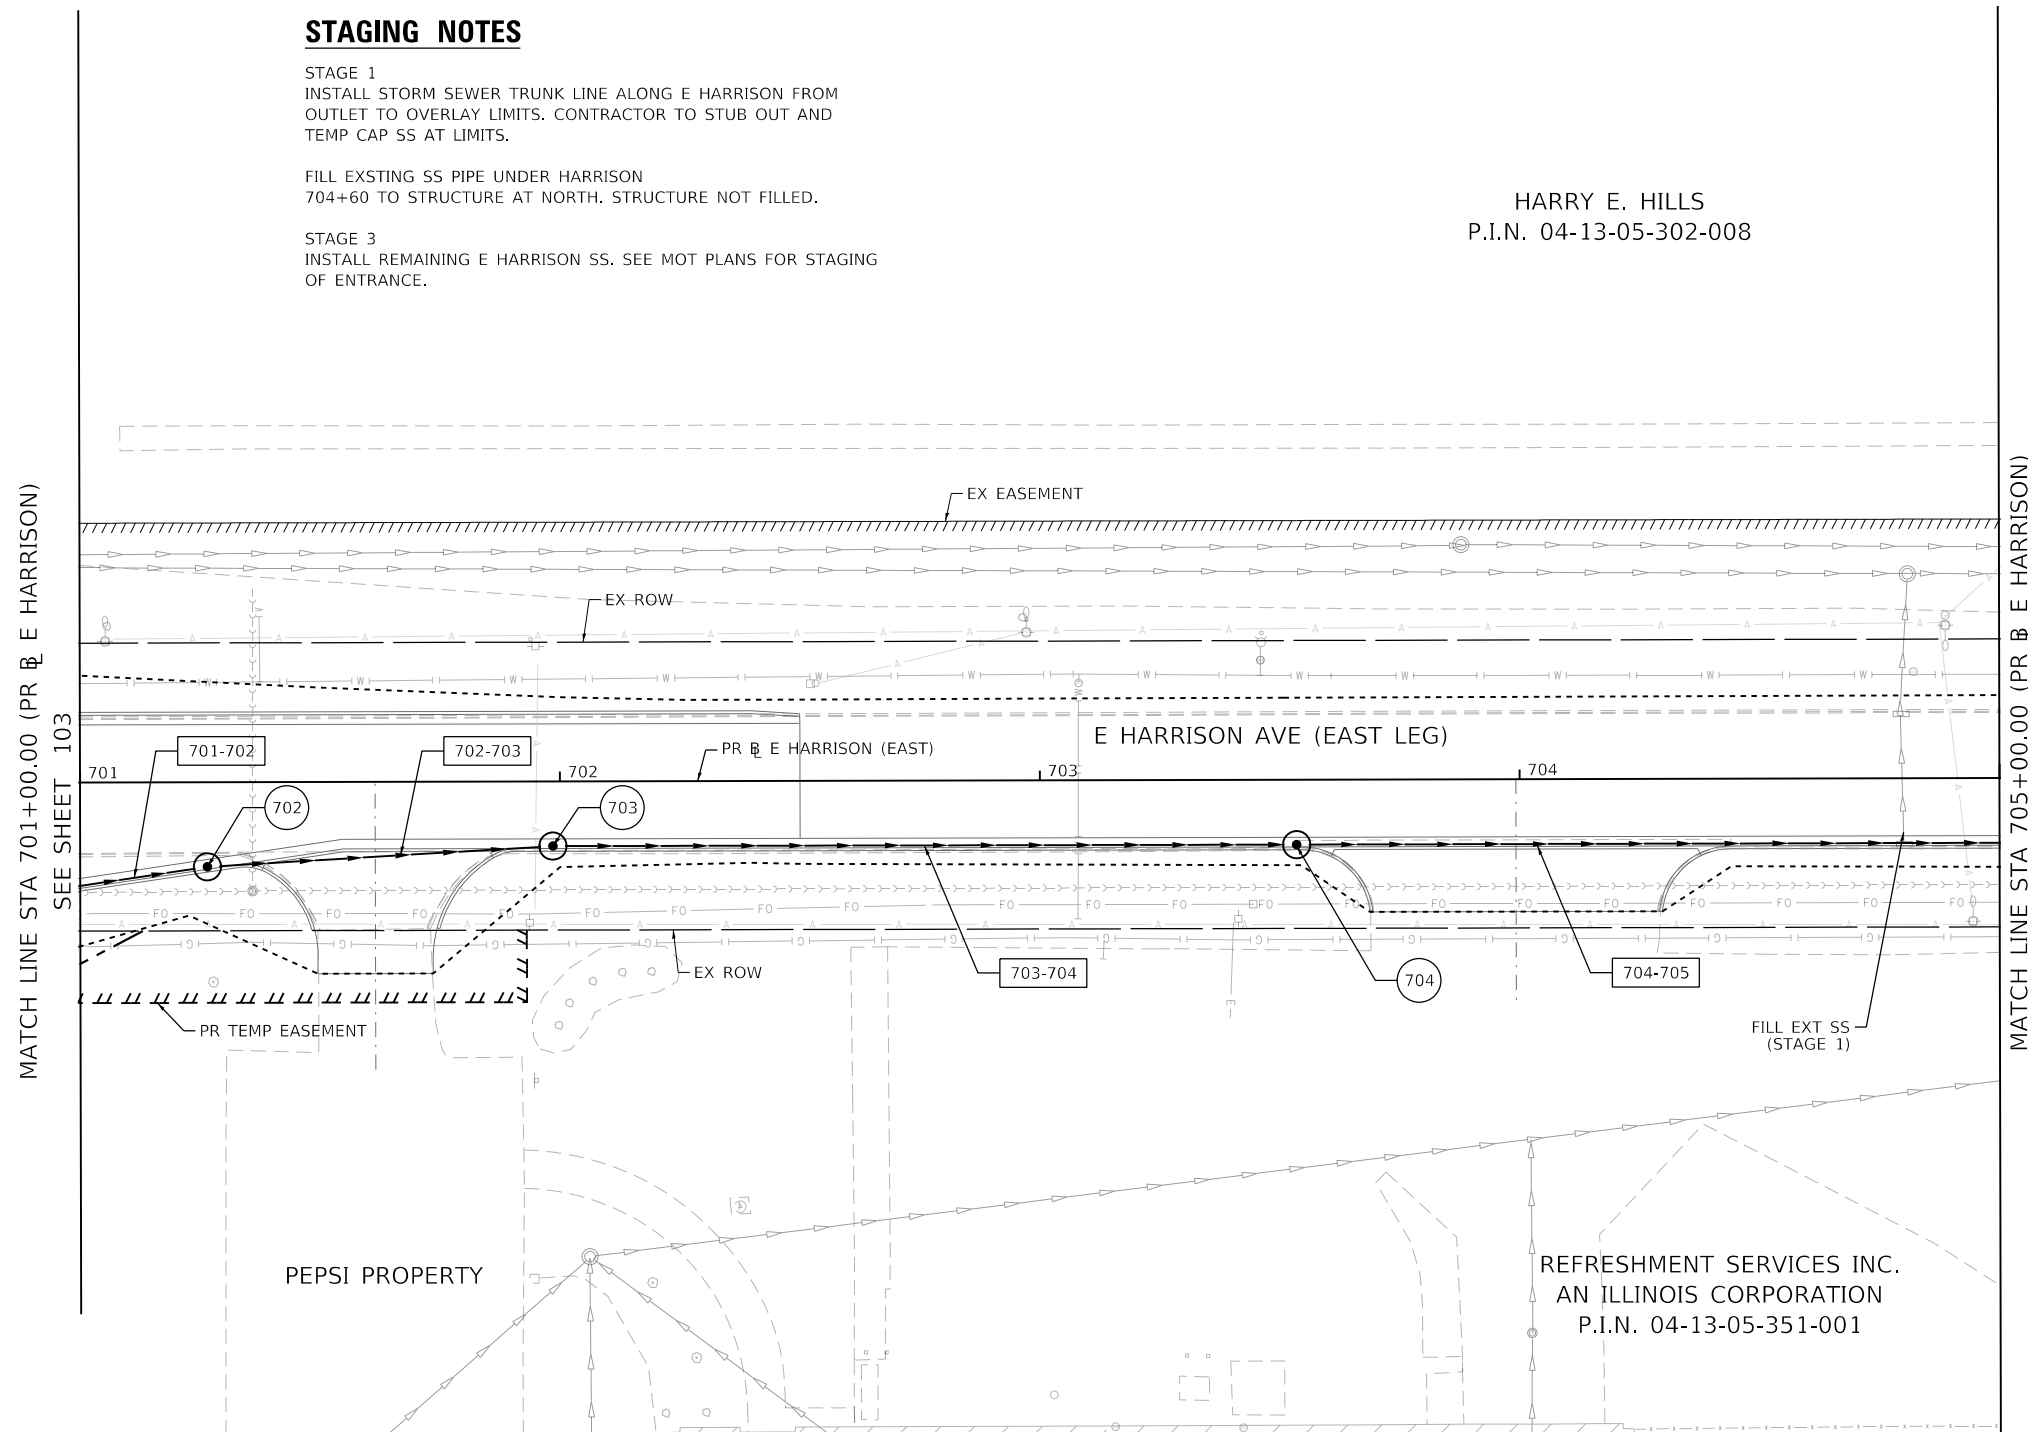 STAGING NOTES
STAGE 1
INSTALL STORM SEWER TRUNK LINE ALONG E HARRISON FROM
OUTLET TO OVERLAY LIMITS. CONTRACTOR TO STUB OUT AND
TEMP CAP SS AT LIMITS.
FILL EXSTING SS PIPE UNDER HARRISON
704+60 TO STRUCTURE AT NORTH. STRUCTURE NOT FILLED.
STAGE 3
INSTALL REMAINING E HARRISON SS. SEE MOT PLANS FOR STAGING
OF ENTRANCE.
HARRY E. HILLS
P.I.N. 04-13-05-302-008
MATCH LINE STA 701+00.00 (PR BL E HARRISON)
SEE SHEET 103
MATCH LINE STA 705+00.00 (PR BL E HARRISON)
EX EASEMENT
EX ROW
E HARRISON AVE (EAST LEG)
701-702
702-703
PR BL E HARRISON (EAST)
701
702
703
704
702
703
EX ROW
703-704
704
704-705
PR TEMP EASEMENT
FILL EXT SS
(STAGE 1)
PEPSI PROPERTY
REFRESHMENT SERVICES INC.
AN ILLINOIS CORPORATION
P.I.N. 04-13-05-351-001